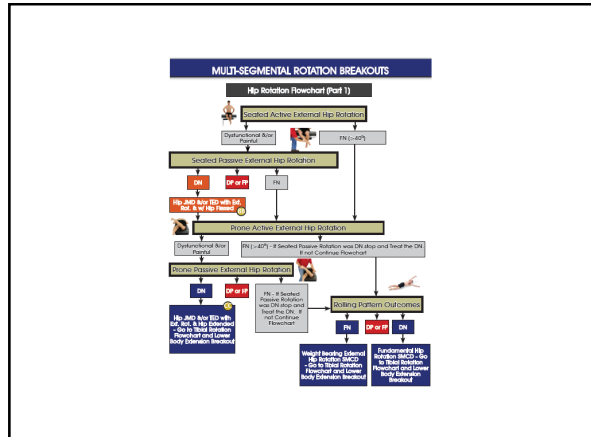 MULTI-SEGMENTAL ROTATION BREAKOUTS
Hip Rotation Flowchart (Part 1)
Seated Active External Hip Rotation
Dysfunctional &/or
Painful
FN (>40°)
Seated Passive External Hip Rotation
DN
DP or FP
FN
Hip JMD &/or TED with Ext.
Rot. & w/ Hip Flexed
Prone Active External Hip Rotation
Dysfunctional &/or
Painful
FN (>40°) - If Seated Passive Rotation was DN stop and Treat the DN.
If not Continue Flowchart
Prone Passive External Hip Rotation
DN
DP or FP
FN - If Seated
Passive Rotation
was DN stop and
Treat the DN. If
not Continue
Flowchart
Rolling Pattern Outcomes
Hip JMD &/or TED with
Ext. Rot. & Hip Extended
- Go to Tibial Rotation
Flowchart and Lower
Body Extension Breakout
FN
DP or FP
DN
Weight Bearing External
Hip Rotation SMCD
- Go to Tibial Rotation
Flowchart and Lower
Body Extension Breakout
Fundamental Hip
Rotation SMCD - Go
to Tibial Rotation
Flowchart and Lower
Body Extension
Breakout